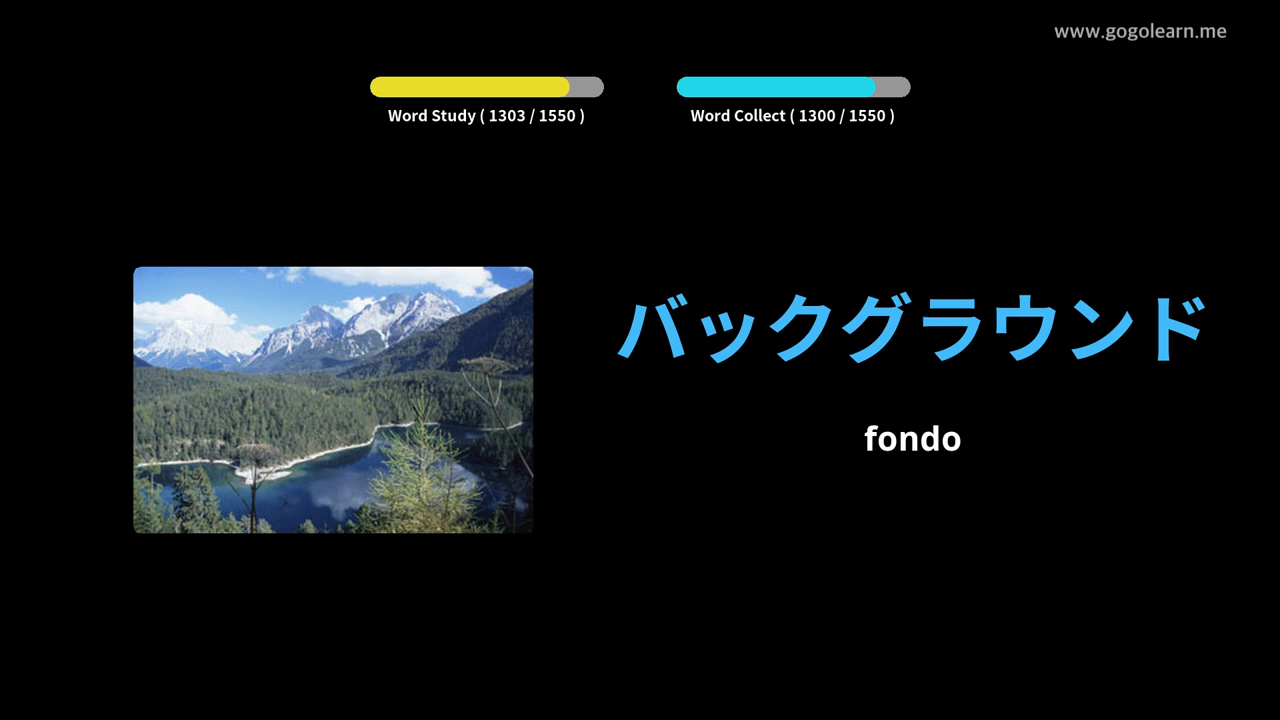 www.gogolearn.me
Word Study ( 1303 / 1550 )
Word Collect ( 1300 / 1550 )
バックグラウンド
fondo